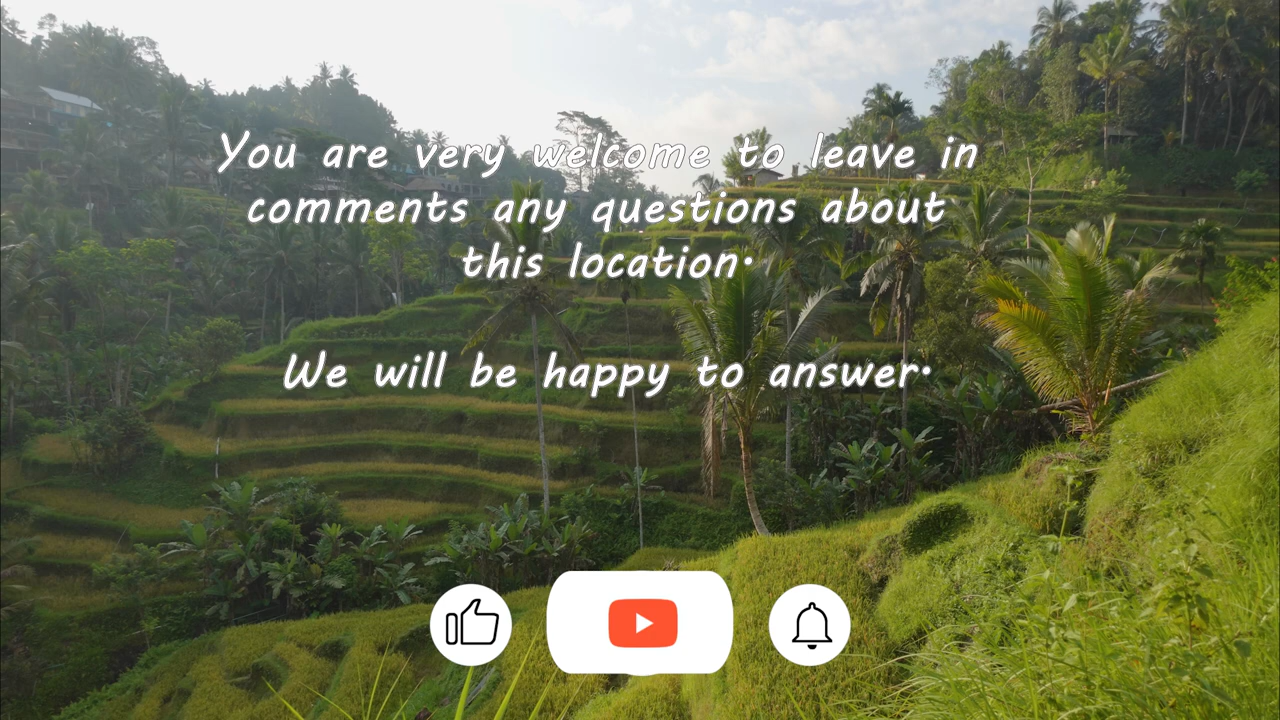 You are very welcome to leave in
comments any questions about
this location.
We will be happy to answer.